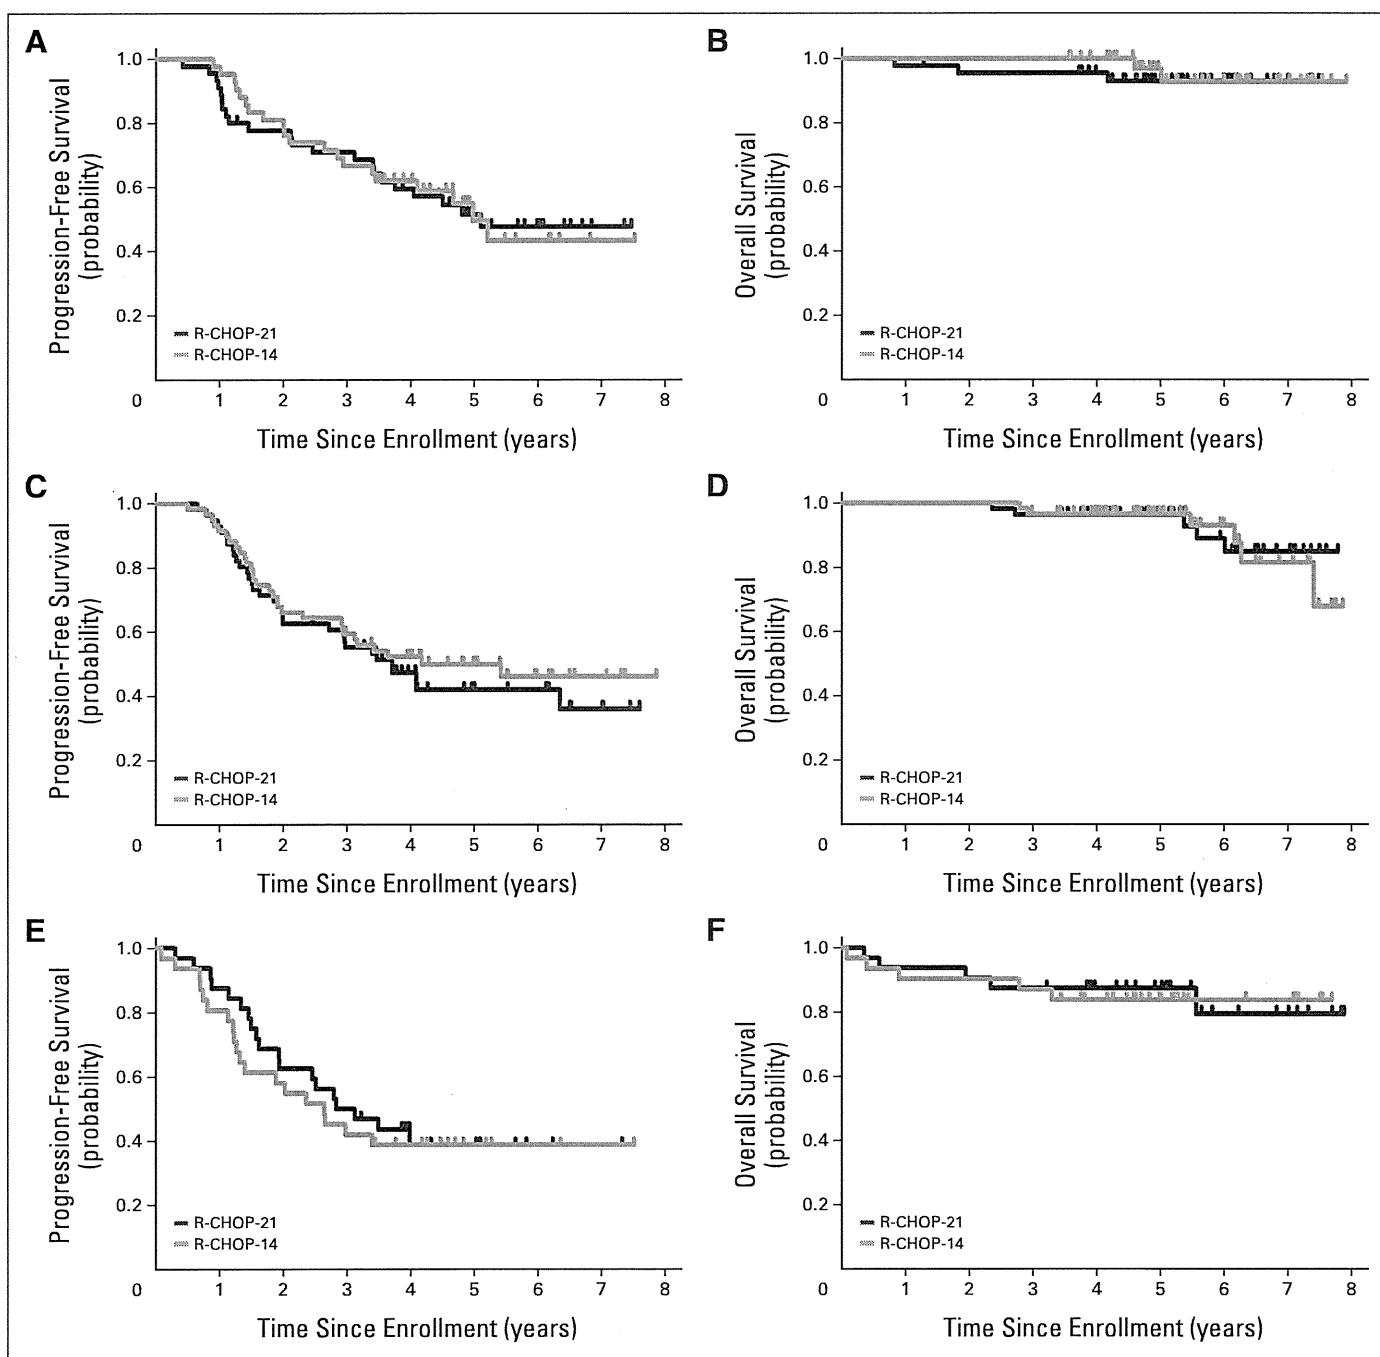 A
Progression-Free Survival
(probability)
1.0
0.8
0.6
0.4
0.2
R-CHOP-21
R-CHOP-14
0 1 2 3 4 5 6 7 8
Time Since Enrollment (years)
B
Overall Survival
(probability)
1.0
0.8
0.6
0.4
0.2
R-CHOP-21
R-CHOP-14
0 1 2 3 4 5 6 7 8
Time Since Enrollment (years)
C
Progression-Free Survival
(probability)
1.0
0.8
0.6
0.4
0.2
R-CHOP-21
R-CHOP-14
0 1 2 3 4 5 6 7 8
Time Since Enrollment (years)
D
Overall Survival
(probability)
1.0
0.8
0.6
0.4
0.2
R-CHOP-21
R-CHOP-14
0 1 2 3 4 5 6 7 8
Time Since Enrollment (years)
E
Progression-Free Survival
(probability)
1.0
0.8
0.6
0.4
0.2
R-CHOP-21
R-CHOP-14
0 1 2 3 4 5 6 7 8
Time Since Enrollment (years)
F
Overall Survival
(probability)
1.0
0.8
0.6
0.4
0.2
R-CHOP-21
R-CHOP-14
0 1 2 3 4 5 6 7 8
Time Since Enrollment (years)